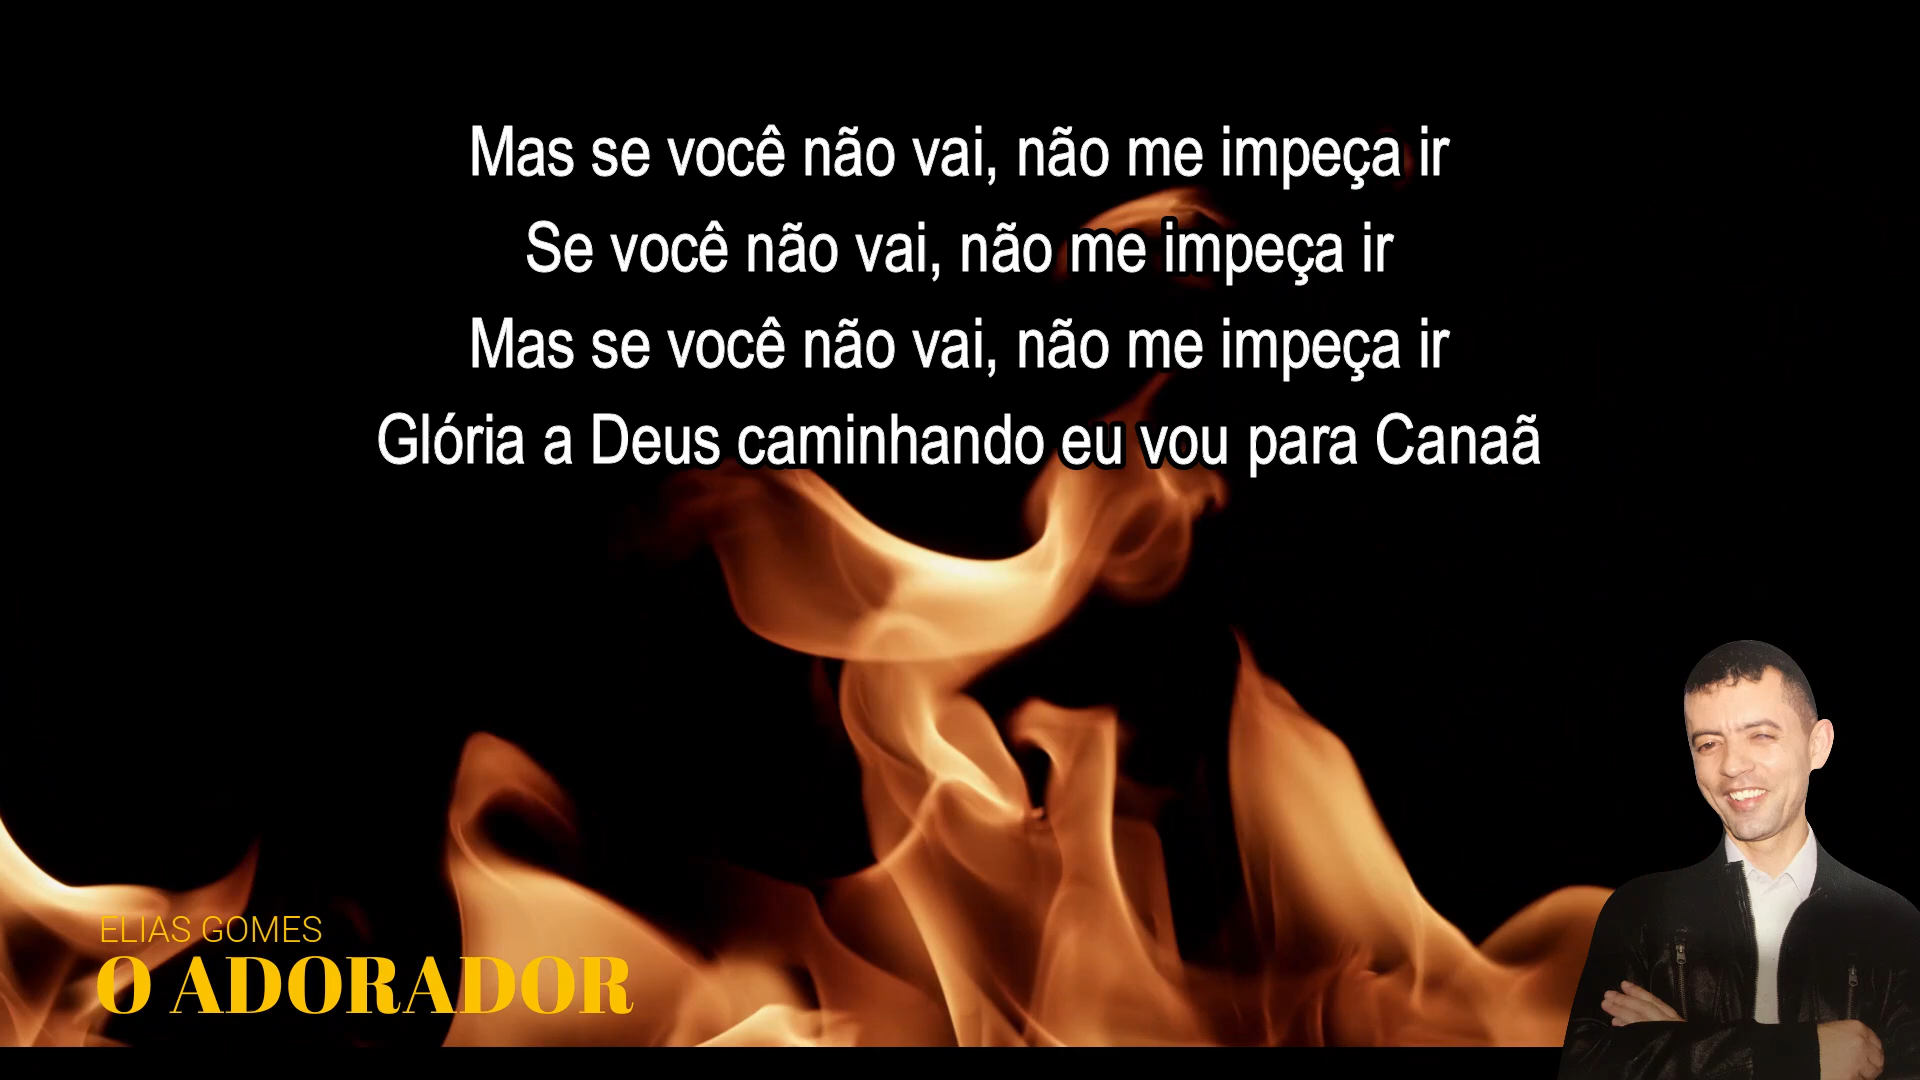 Mas se você não vai, não me impeça ir
Se você não vai, não me impeça ir
Mas se você não vai, não me impeça ir
Glória a Deus caminhando eu vou para Canaã
ELIAS GOMES
O ADORADOR